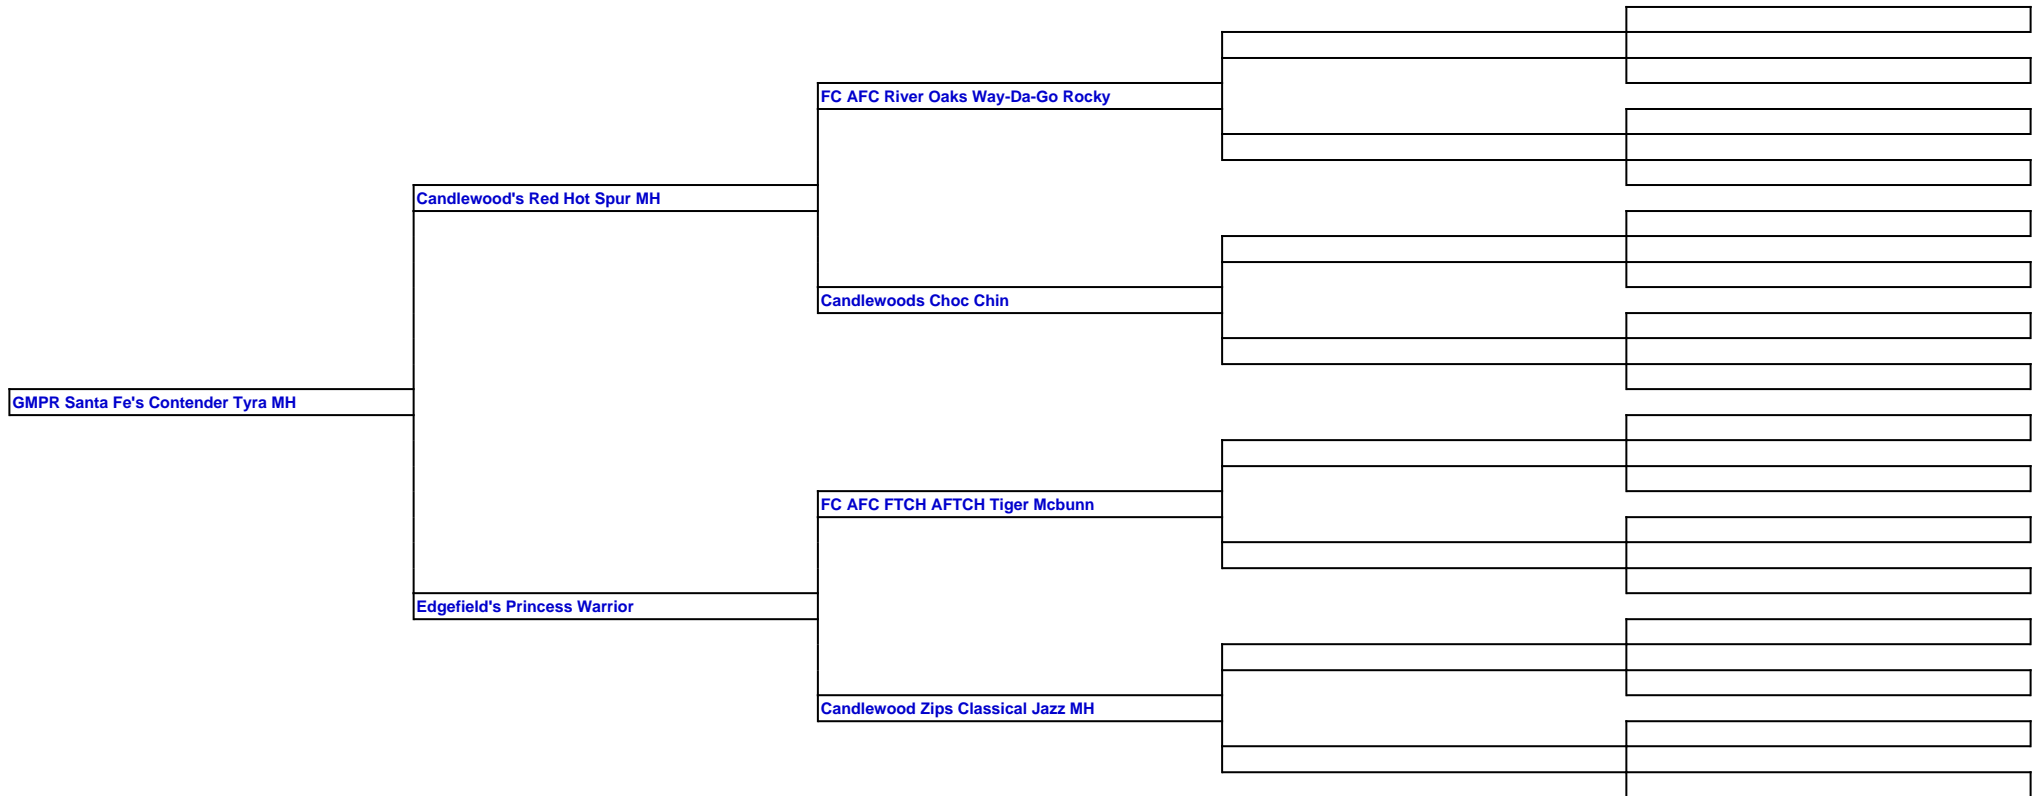 FC AFC River Oaks Way-Da-Go Rocky
Candlewood's Red Hot Spur MH
Candlewoods Choc Chin
GMPR Santa Fe's Contender Tyra MH
FC AFC FTCH AFTCH Tiger Mcbunn
Edgefield's Princess Warrior
Candlewood Zips Classical Jazz MH